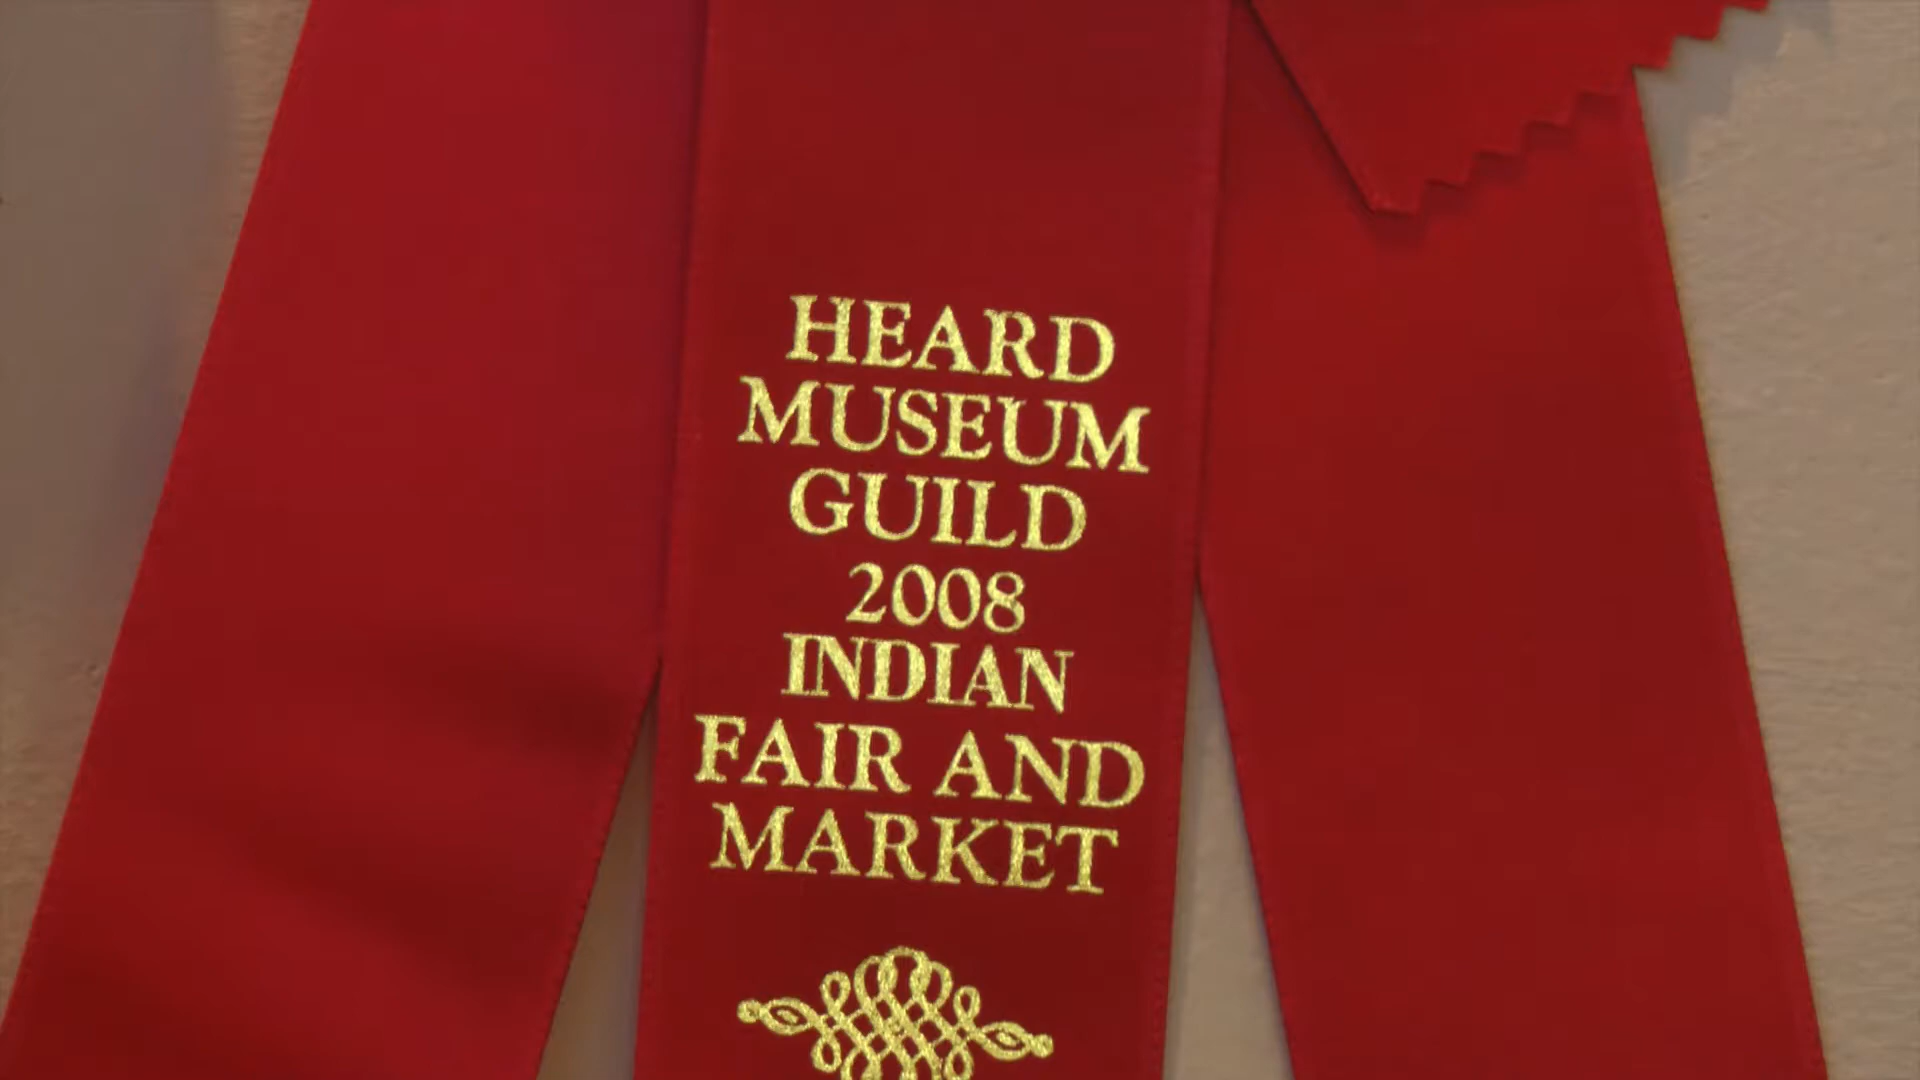 HEARD
MUSEUM
GUILD
2008
INDIAN
FAIR AND
MARKET